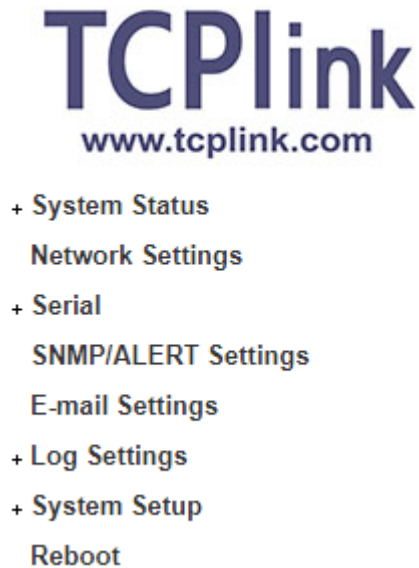 TCPlink
www.tcplink.com
+ System Status
Network Settings
+ Serial
SNMP/ALERT Settings
E-mail Settings
+ Log Settings
+ System Setup
Reboot